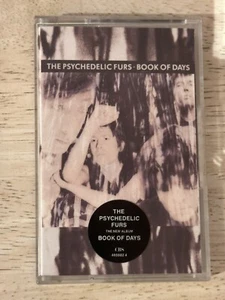 THE PSYCHEDELIC FURS · BOOK OF DAYS
THE
PSYCHEDELIC
FURS
THE NEW ALBUM
BOOK OF DAYS
CBS